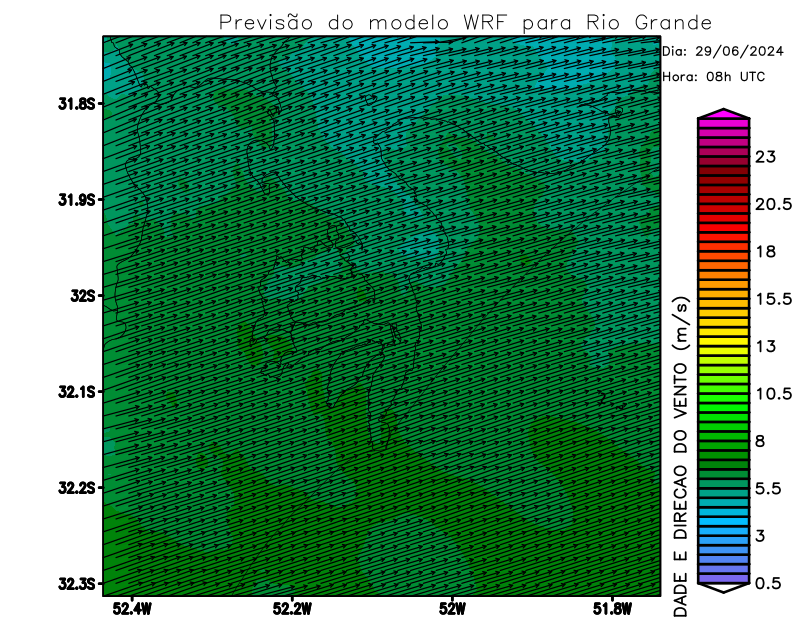 Previsão do modelo WRF para Rio Grande
Dia: 29/06/2024
Hora: 08h UTC
31.8S
31.9S
32S
32.1S
32.2S
32.3S
52.4W
52.2W
52W
51.8W
23
20.5
18
15.5
13
10.5
8
5.5
3
0.5
DADE E DIRECAO DO VENTO (m/s)